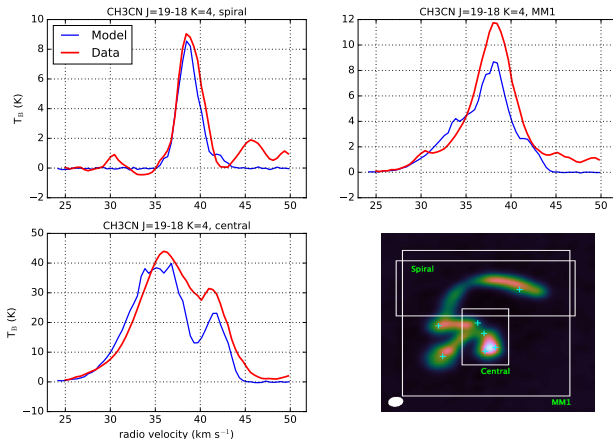 CH3CN J=19-18 K=4, spiral
10
8
6
4
2
0
−2
T_B (K)
25 30 35 40 45 50
Model
Data
CH3CN J=19-18 K=4, MM1
12
10
8
6
4
2
0
−2
25 30 35 40 45 50
CH3CN J=19-18 K=4, central
50
40
30
20
10
0
−10
T_B (K)
25 30 35 40 45 50
radio velocity (km s⁻¹)
Spiral
Central
MM1